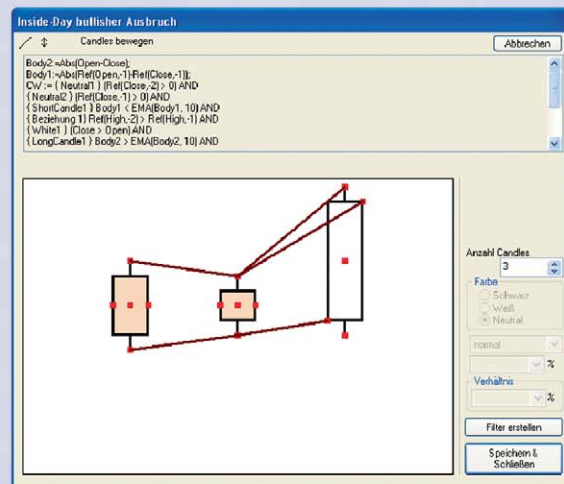 Inside-Day bullisher Ausbruch
Candles bewegen
Abbrechen
Body2:=Abs(Open-Close);
Body1:=Abs(Ref(Open,-1)-Ref(Close,-1));
CW := { Neutral1 } (Ref(Close,-2) > 0) AND
{ Neutral2 } (Ref(Close,-1) > 0) AND
{ ShortCandle1 } Body1 < EMA(Body1, 10) AND
{ Beziehung 1} Ref(High,-2) > Ref(High,-1) AND
{ White1 } (Close > Open) AND
{ LongCandle1 } Body2 > EMA(Body2, 10) AND
Anzahl Candles
3
Farbe
Schwarz
Weiß
Neutral
normal
%
Verhältnis
%
Filter erstellen
Speichern &
Schließen